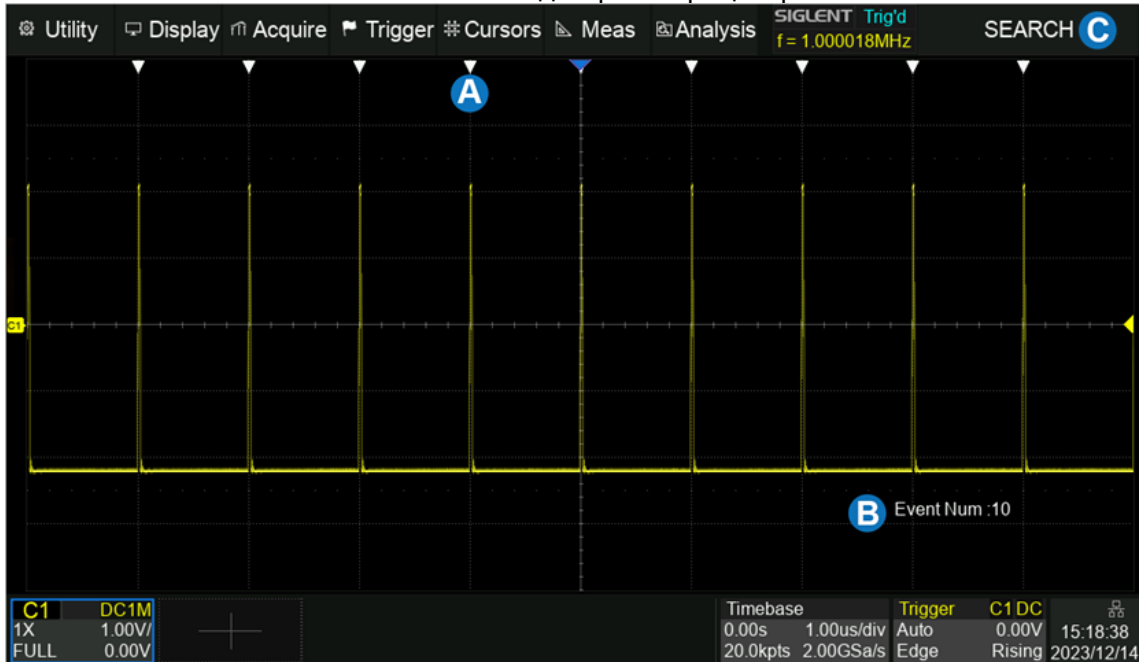 Utility Display Acquire Trigger Cursors Meas Analysis SIGLENT Trig'd SEARCH C
f = 1.000018MHz
A
C1
B Event Num :10
C1 DC1M
1X 1.00V/
FULL 0.00V
Timebase
0.00s 1.00us/div
20.0kpts 2.00GSa/s
Trigger C1 DC
Auto 0.00V
Edge Rising
15:18:38
2023/12/14